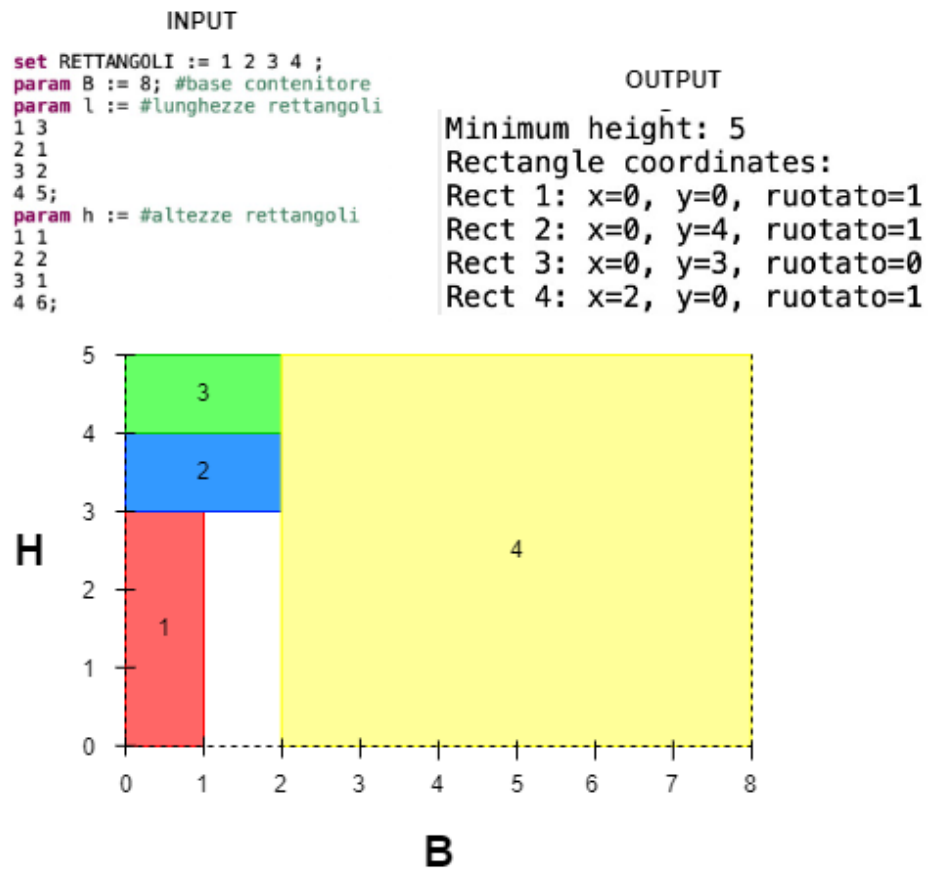 INPUT
set RETTANGOLI := 1 2 3 4 ;
param B := 8; #base contenitore
param l := #lunghezze rettangoli
1 3
2 1
3 2
4 5;
param h := #altezze rettangoli
1 1
2 2
3 1
4 6;
OUTPUT
Minimum height: 5
Rectangle coordinates:
Rect 1: x=0, y=0, ruotato=1
Rect 2: x=0, y=4, ruotato=1
Rect 3: x=0, y=3, ruotato=0
Rect 4: x=2, y=0, ruotato=1
5
3
4
2
3
H
4
2
1
1
0
0 1 2 3 4 5 6 7 8
B